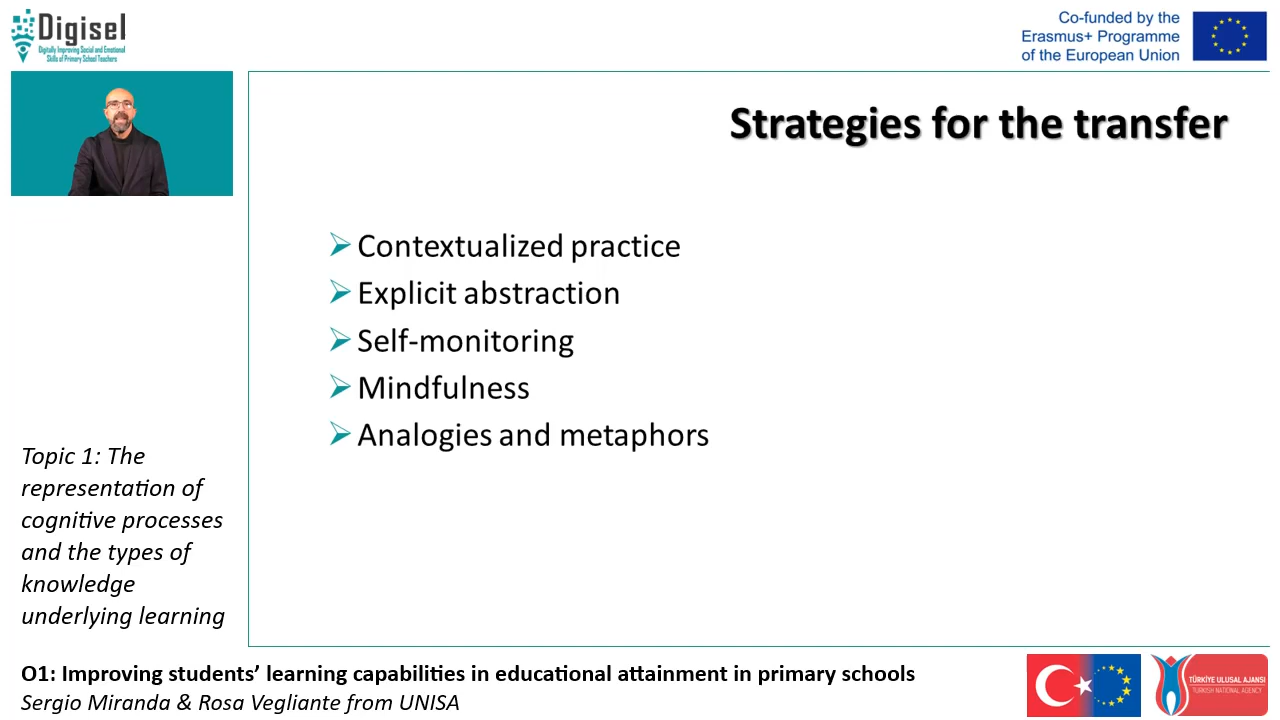 Digisel
Digitally Improving Social and Emotional
Skills of Primary School Teachers
Co-funded by the
Erasmus+ Programme
of the European Union
Strategies for the transfer
Contextualized practice
Explicit abstraction
Self-monitoring
Mindfulness
Analogies and metaphors
Topic 1: The
representation of
cognitive processes
and the types of
knowledge
underlying learning
O1: Improving students’ learning capabilities in educational attainment in primary schools
Sergio Miranda & Rosa Vegliante from UNISA
TÜRKİYE ULUSAL AJANSI
TURKISH NATIONAL AGENCY